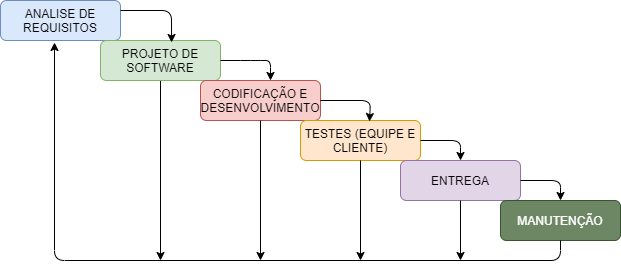 ANALISE DE
REQUISITOS
PROJETO DE
SOFTWARE
CODIFICAÇÃO E
DESENVOLVIMENTO
TESTES (EQUIPE E
CLIENTE)
ENTREGA
MANUTENÇÃO